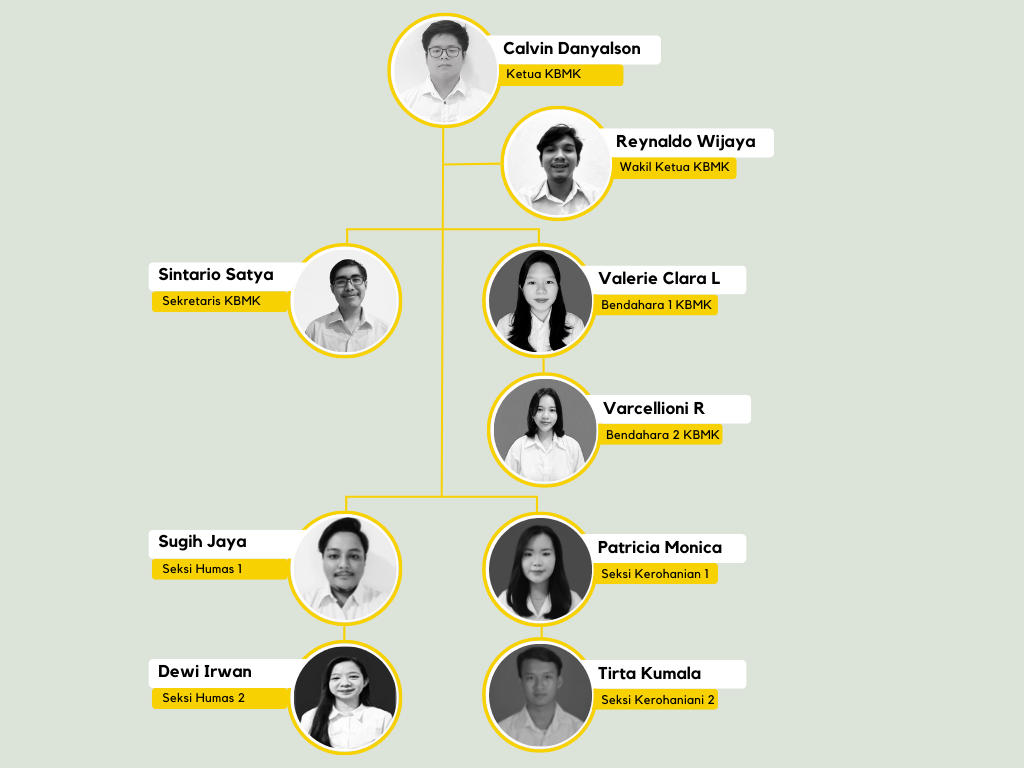 Calvin Danyalson
Ketua KBMK
Reynaldo Wijaya
Wakil Ketua KBMK
Sintario Satya
Sekretaris KBMK
Valerie Clara L
Bendahara 1 KBMK
Varcellioni R
Bendahara 2 KBMK
Sugih Jaya
Seksi Humas 1
Patricia Monica
Seksi Kerohanian 1
Dewi Irwan
Seksi Humas 2
Tirta Kumala
Seksi Kerohaniani 2